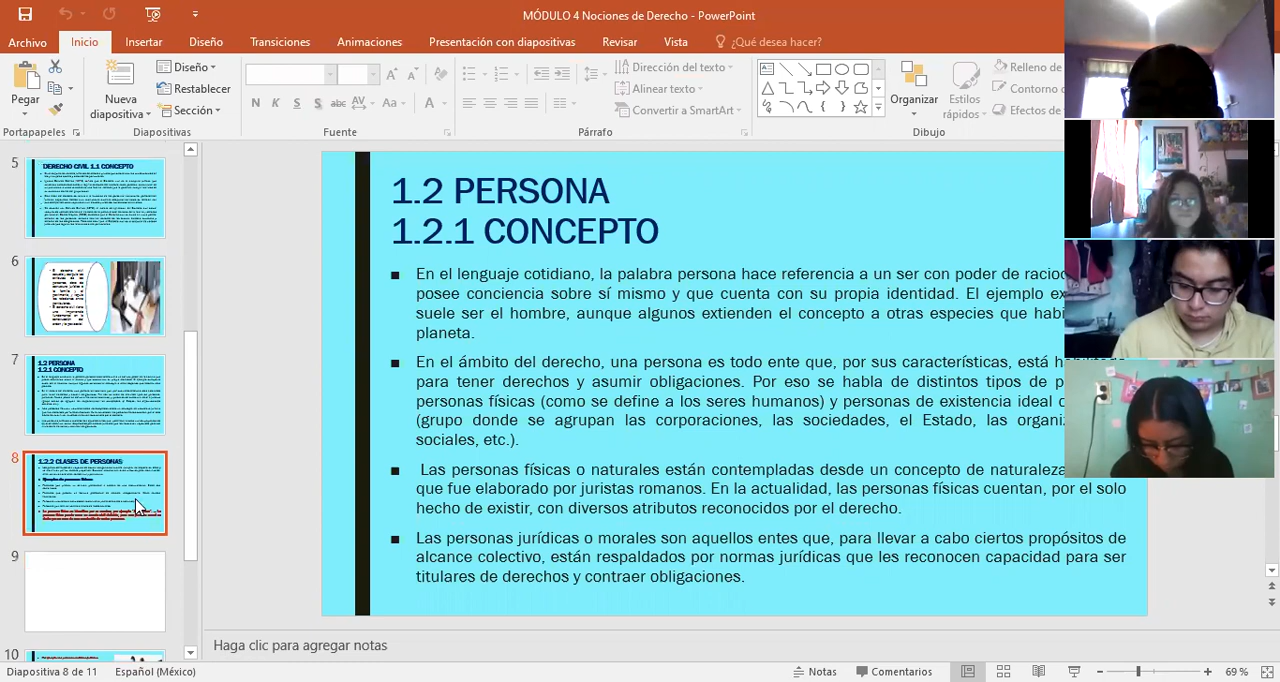 MÓDULO 4 Nociones de Derecho - PowerPoint
Archivo Inicio Insertar Diseño Transiciones Animaciones Presentación con diapositivas Revisar Vista ¿Qué desea hacer?
Pegar
Nueva diapositiva
Diseño
Restablecer
Sección
N K S S abc AV Aa A
Dirección del texto
Alinear texto
Convertir a SmartArt
Organizar
Estilos rápidos
Relleno de
Contorno
Efectos de
Portapapeles Diapositivas Fuente Párrafo Dibujo
5
DERECHO CIVIL 1.1 CONCEPTO
6
7
1.2 PERSONA
1.2.1 CONCEPTO
8
1.2.2 CLASES DE PERSONAS
9
10
1.2 PERSONA
1.2.1 CONCEPTO
En el lenguaje cotidiano, la palabra persona hace referencia a un ser con poder de
posee conciencia sobre sí mismo y que cuenta con su propia identidad. El ejemplo
suele ser el hombre, aunque algunos extienden el concepto a otras especies que
planeta.
En el ámbito del derecho, una persona es todo ente que, por sus características, está
para tener derechos y asumir obligaciones. Por eso se habla de distintos tipos de
personas físicas (como se define a los seres humanos) y personas de existencia ideal
(grupo donde se agrupan las corporaciones, las sociedades, el Estado, las
sociales, etc.).
Las personas físicas o naturales están contempladas desde un concepto de
que fue elaborado por juristas romanos. En la actualidad, las personas físicas cuentan, por el solo
hecho de existir, con diversos atributos reconocidos por el derecho.
Las personas jurídicas o morales son aquellos entes que, para llevar a cabo ciertos propósitos de
alcance colectivo, están respaldados por normas jurídicas que les reconocen capacidad para ser
titulares de derechos y contraer obligaciones.
Haga clic para agregar notas
Diapositiva 8 de 11 Español (México) Notas Comentarios 69 %